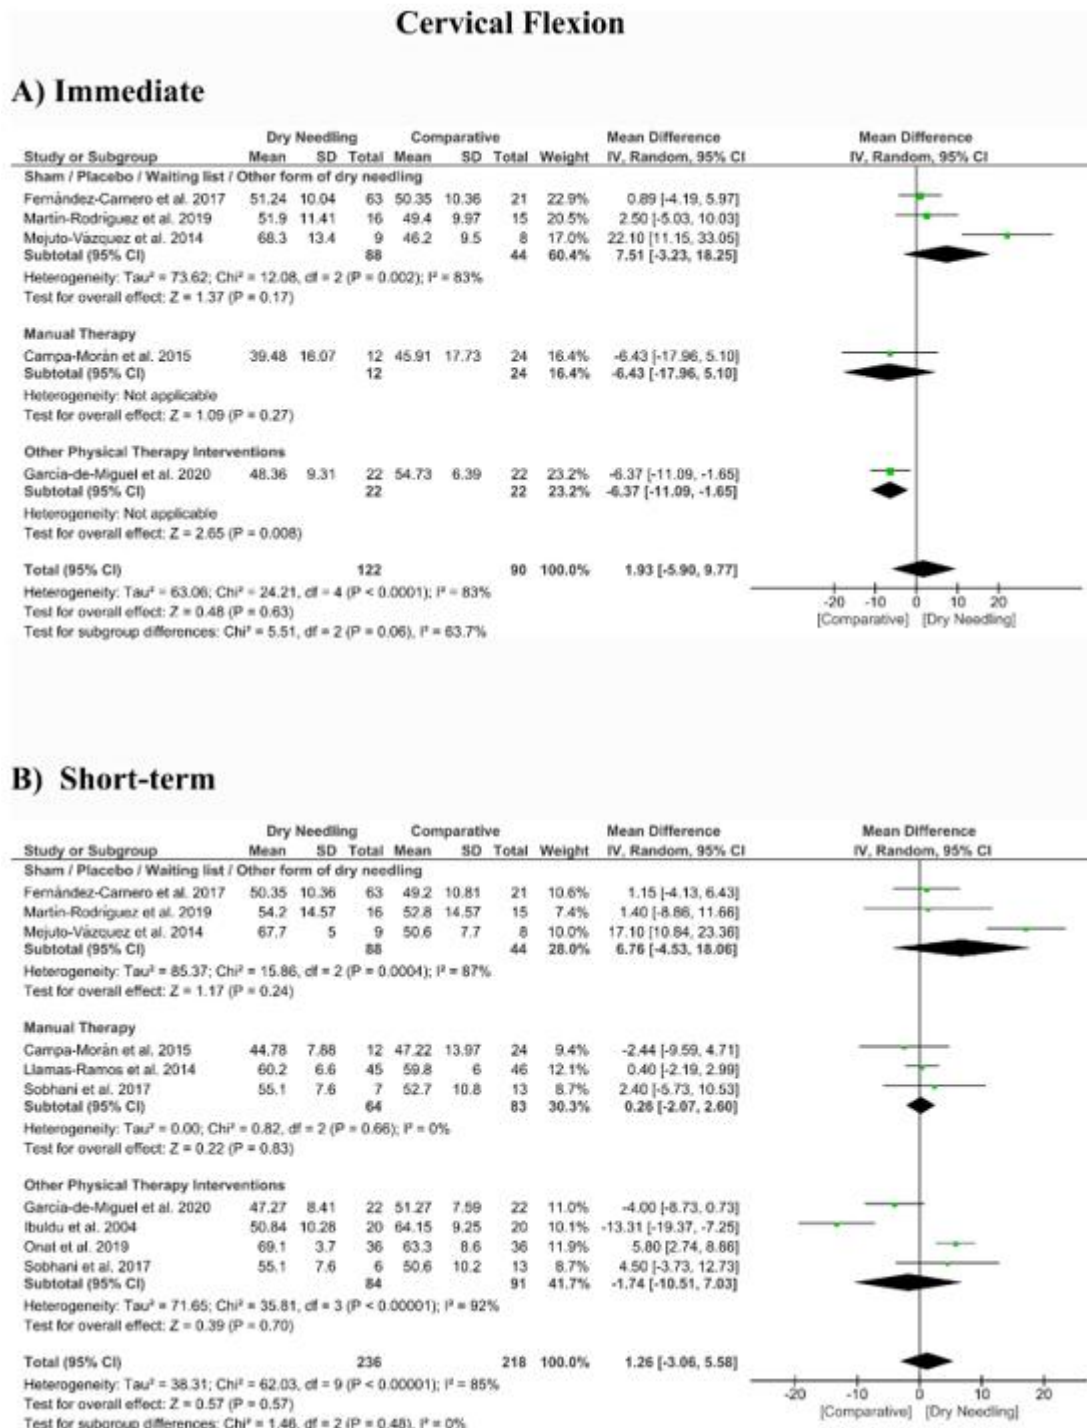 Cervical Flexion
A) Immediate
Dry Needling Comparative Mean Difference Mean Difference
Study or Subgroup Mean SD Total Mean SD Total Weight IV, Random, 95% CI IV, Random, 95% CI
Sham / Placebo / Waiting list / Other form of dry needling
Fernández-Carnero et al. 2017 51.24 10.04 63 50.35 10.36 21 22.9% 0.89 [-4.19, 5.97]
Martín-Rodríguez et al. 2019 51.9 11.41 16 49.4 9.97 15 20.5% 2.50 [-5.03, 10.03]
Mejuto-Vázquez et al. 2014 68.3 13.4 9 46.2 9.5 8 17.0% 22.10 [11.15, 33.05]
Subtotal (95% CI) 88 44 60.4% 7.51 [-3.23, 18.25]
Heterogeneity: Tau² = 73.62; Chi² = 12.08, df = 2 (P = 0.002); I² = 83%
Test for overall effect: Z = 1.37 (P = 0.17)
Manual Therapy
Campa-Morán et al. 2015 39.48 16.07 12 45.91 17.73 24 16.4% -6.43 [-17.96, 5.10]
Subtotal (95% CI) 12 24 16.4% -6.43 [-17.96, 5.10]
Heterogeneity: Not applicable
Test for overall effect: Z = 1.09 (P = 0.27)
Other Physical Therapy Interventions
García-de-Miguel et al. 2020 48.36 9.31 22 54.73 6.39 22 23.2% -6.37 [-11.09, -1.65]
Subtotal (95% CI) 22 22 23.2% -6.37 [-11.09, -1.65]
Heterogeneity: Not applicable
Test for overall effect: Z = 2.65 (P = 0.008)
Total (95% CI) 122 90 100.0% 1.93 [-5.90, 9.77]
Heterogeneity: Tau² = 63.06; Chi² = 24.21, df = 4 (P < 0.0001); I² = 83%
Test for overall effect: Z = 0.48 (P = 0.63)
Test for subgroup differences: Chi² = 5.51, df = 2 (P = 0.06), I² = 63.7%
-20 -10 0 10 20
[Comparative] [Dry Needling]
B) Short-term
Dry Needling Comparative Mean Difference Mean Difference
Study or Subgroup Mean SD Total Mean SD Total Weight IV, Random, 95% CI IV, Random, 95% CI
Sham / Placebo / Waiting list / Other form of dry needling
Fernández-Carnero et al. 2017 50.35 10.36 63 49.2 10.81 21 10.6% 1.15 [-4.13, 6.43]
Martín-Rodríguez et al. 2019 54.2 14.57 16 52.8 14.57 15 7.4% 1.40 [-8.86, 11.66]
Mejuto-Vázquez et al. 2014 67.7 5 9 50.6 7.7 8 10.0% 17.10 [10.84, 23.36]
Subtotal (95% CI) 88 44 28.0% 6.76 [-4.53, 18.06]
Heterogeneity: Tau² = 85.37; Chi² = 15.86, df = 2 (P = 0.0004); I² = 87%
Test for overall effect: Z = 1.17 (P = 0.24)
Manual Therapy
Campa-Morán et al. 2015 44.78 7.88 12 47.22 13.97 24 9.4% -2.44 [-9.59, 4.71]
Llamas-Ramos et al. 2014 60.2 6.6 45 59.8 6 46 12.1% 0.40 [-2.19, 2.99]
Sobhani et al. 2017 55.1 7.6 7 52.7 10.8 13 8.7% 2.40 [-5.73, 10.53]
Subtotal (95% CI) 64 83 30.3% 0.26 [-2.07, 2.60]
Heterogeneity: Tau² = 0.00; Chi² = 0.82, df = 2 (P = 0.66); I² = 0%
Test for overall effect: Z = 0.22 (P = 0.83)
Other Physical Therapy Interventions
García-de-Miguel et al. 2020 47.27 8.41 22 51.27 7.59 22 11.0% -4.00 [-8.73, 0.73]
Ibuldu et al. 2004 50.84 10.28 20 64.15 9.25 20 10.1% -13.31 [-19.37, -7.25]
Onat et al. 2019 69.1 3.7 36 63.3 8.6 36 11.9% 5.80 [2.74, 8.86]
Sobhani et al. 2017 55.1 7.6 6 50.6 10.2 13 8.7% 4.50 [-3.73, 12.73]
Subtotal (95% CI) 84 91 41.7% -1.74 [-10.51, 7.03]
Heterogeneity: Tau² = 71.65; Chi² = 35.81, df = 3 (P < 0.00001); I² = 92%
Test for overall effect: Z = 0.39 (P = 0.70)
Total (95% CI) 236 218 100.0% 1.26 [-3.06, 5.58]
Heterogeneity: Tau² = 38.31; Chi² = 62.03, df = 9 (P < 0.00001); I² = 85%
Test for overall effect: Z = 0.57 (P = 0.57)
Test for subgroup differences: Chi² = 1.46, df = 2 (P = 0.48), I² = 0%
-20 -10 0 10 20
[Comparative] [Dry Needling]